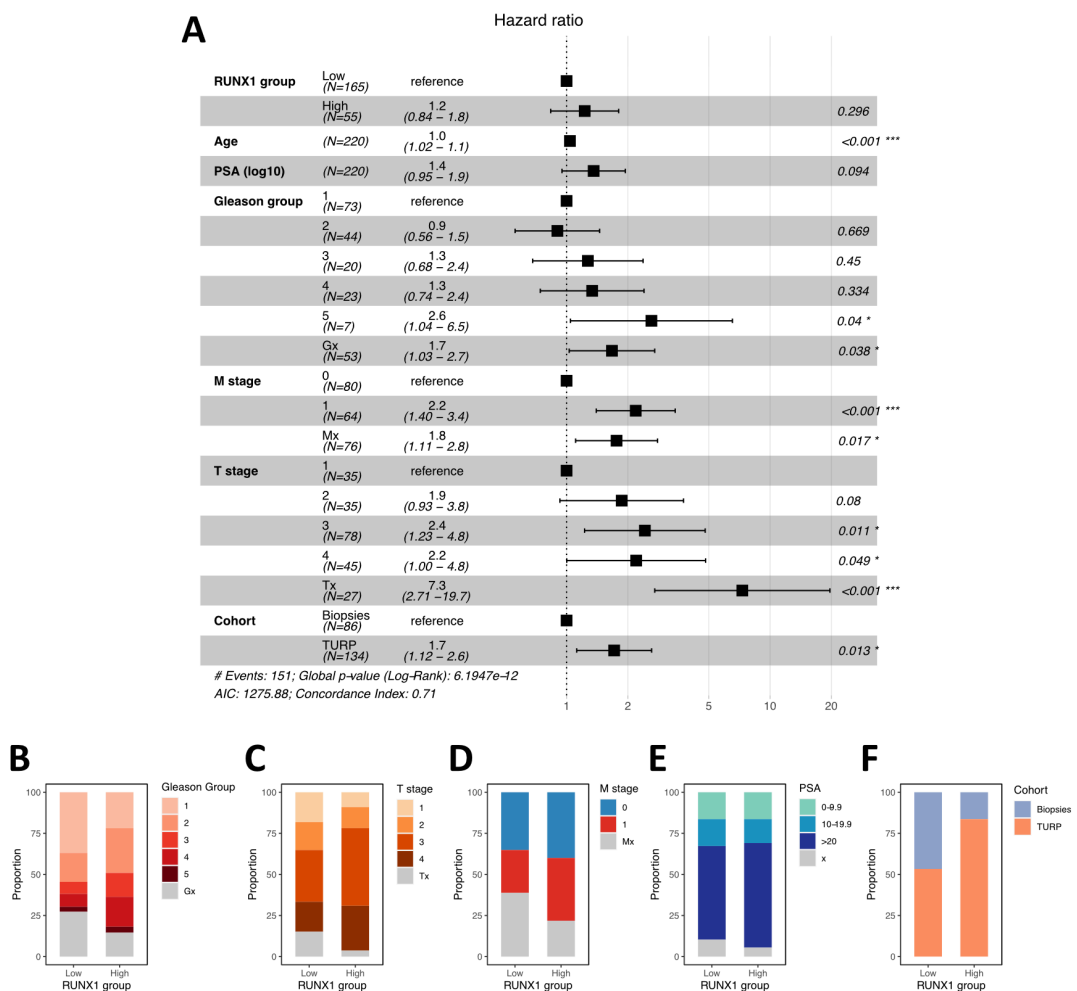 A
Hazard ratio
RUNX1 group
Low
(N=165)
reference
High
(N=55)
1.2
(0.84 – 1.8)
0.296
Age
(N=220)
1.0
(1.02 – 1.1)
<0.001 ***
PSA (log10)
(N=220)
1.4
(0.95 – 1.9)
0.094
Gleason group
1
(N=73)
reference
2
(N=44)
0.9
(0.56 – 1.5)
0.669
3
(N=20)
1.3
(0.68 – 2.4)
0.45
4
(N=23)
1.3
(0.74 – 2.4)
0.334
5
(N=7)
2.6
(1.04 – 6.5)
0.04 *
Gx
(N=53)
1.7
(1.03 – 2.7)
0.038 *
M stage
0
(N=80)
reference
1
(N=64)
2.2
(1.40 – 3.4)
<0.001 ***
Mx
(N=76)
1.8
(1.11 – 2.8)
0.017 *
T stage
1
(N=35)
reference
2
(N=35)
1.9
(0.93 – 3.8)
0.08
3
(N=78)
2.4
(1.23 – 4.8)
0.011 *
4
(N=45)
2.2
(1.00 – 4.8)
0.049 *
Tx
(N=27)
7.3
(2.71 –19.7)
<0.001 ***
Cohort
Biopsies
(N=86)
reference
TURP
(N=134)
1.7
(1.12 – 2.6)
0.013 *
# Events: 151; Global p-value (Log-Rank): 6.1947e-12
AIC: 1275.88; Concordance Index: 0.71
1 2 5 10 20
B
Proportion
100
75
50
25
0
Low High
RUNX1 group
Gleason Group
1
2
3
4
5
Gx
C
Proportion
100
75
50
25
0
Low High
RUNX1 group
T stage
1
2
3
4
Tx
D
Proportion
100
75
50
25
0
Low High
RUNX1 group
M stage
0
1
Mx
E
Proportion
100
75
50
25
0
Low High
RUNX1 group
PSA
0-9.9
10-19.9
>20
x
F
Proportion
100
75
50
25
0
Low High
RUNX1 group
Cohort
Biopsies
TURP